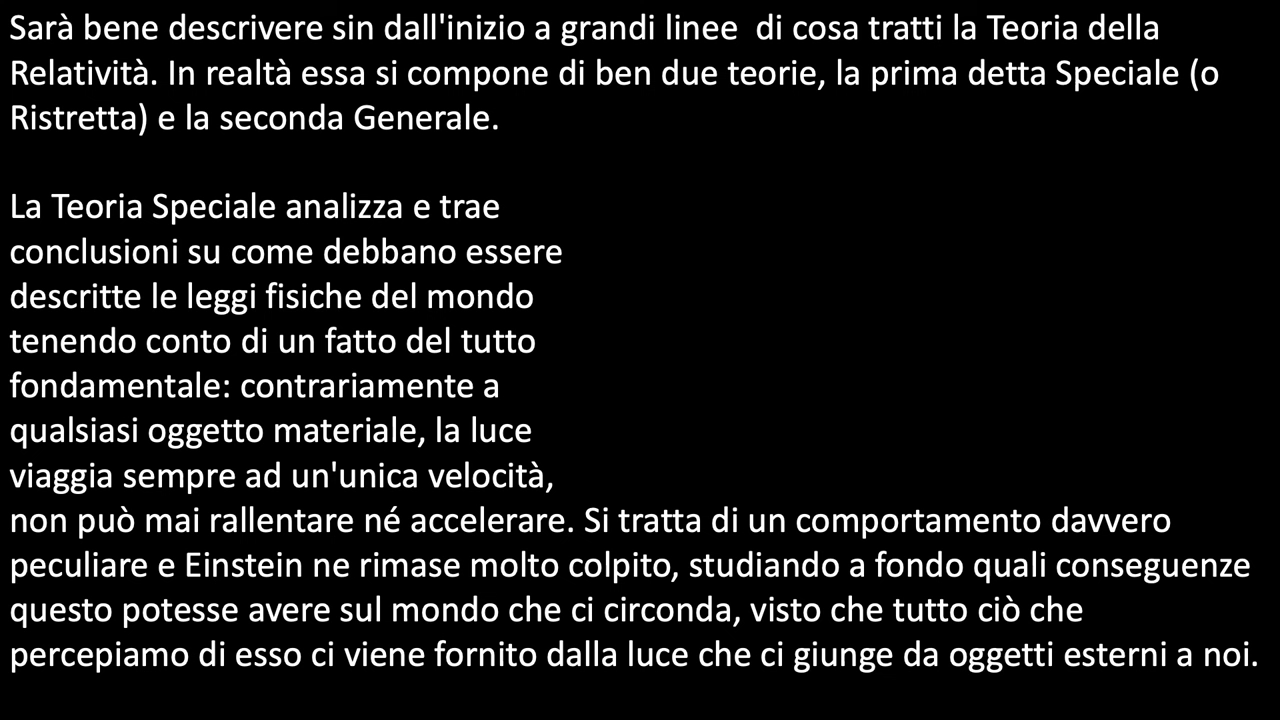 Sarà bene descrivere sin dall'inizio a grandi linee  di cosa tratti la Teoria della
Relatività. In realtà essa si compone di ben due teorie, la prima detta Speciale (o
Ristretta) e la seconda Generale.
La Teoria Speciale analizza e trae
conclusioni su come debbano essere
descritte le leggi fisiche del mondo
tenendo conto di un fatto del tutto
fondamentale: contrariamente a
qualsiasi oggetto materiale, la luce
viaggia sempre ad un'unica velocità,
non può mai rallentare né accelerare. Si tratta di un comportamento davvero
peculiare e Einstein ne rimase molto colpito, studiando a fondo quali conseguenze
questo potesse avere sul mondo che ci circonda, visto che tutto ciò che
percepiamo di esso ci viene fornito dalla luce che ci giunge da oggetti esterni a noi.